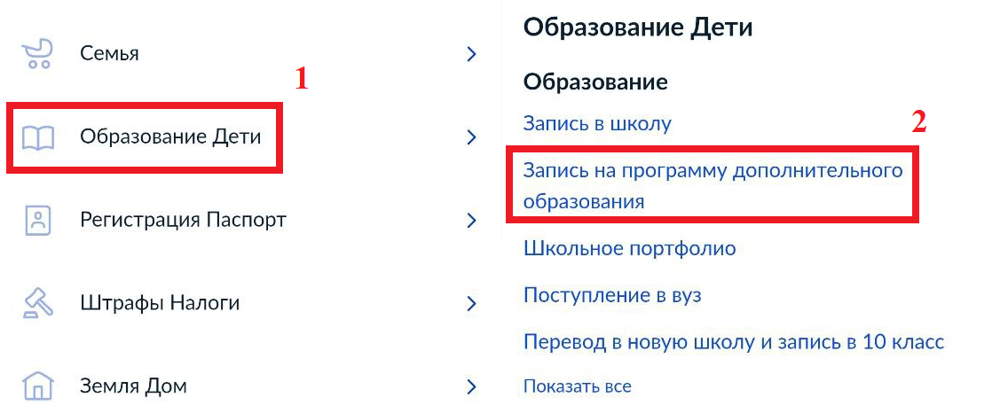 Семья
1
Образование Дети
Регистрация Паспорт
Штрафы Налоги
Земля Дом
Образование Дети
Образование
Запись в школу
2
Запись на программу дополнительного
образования
Школьное портфолио
Поступление в вуз
Перевод в новую школу и запись в 10 класс
Показать все